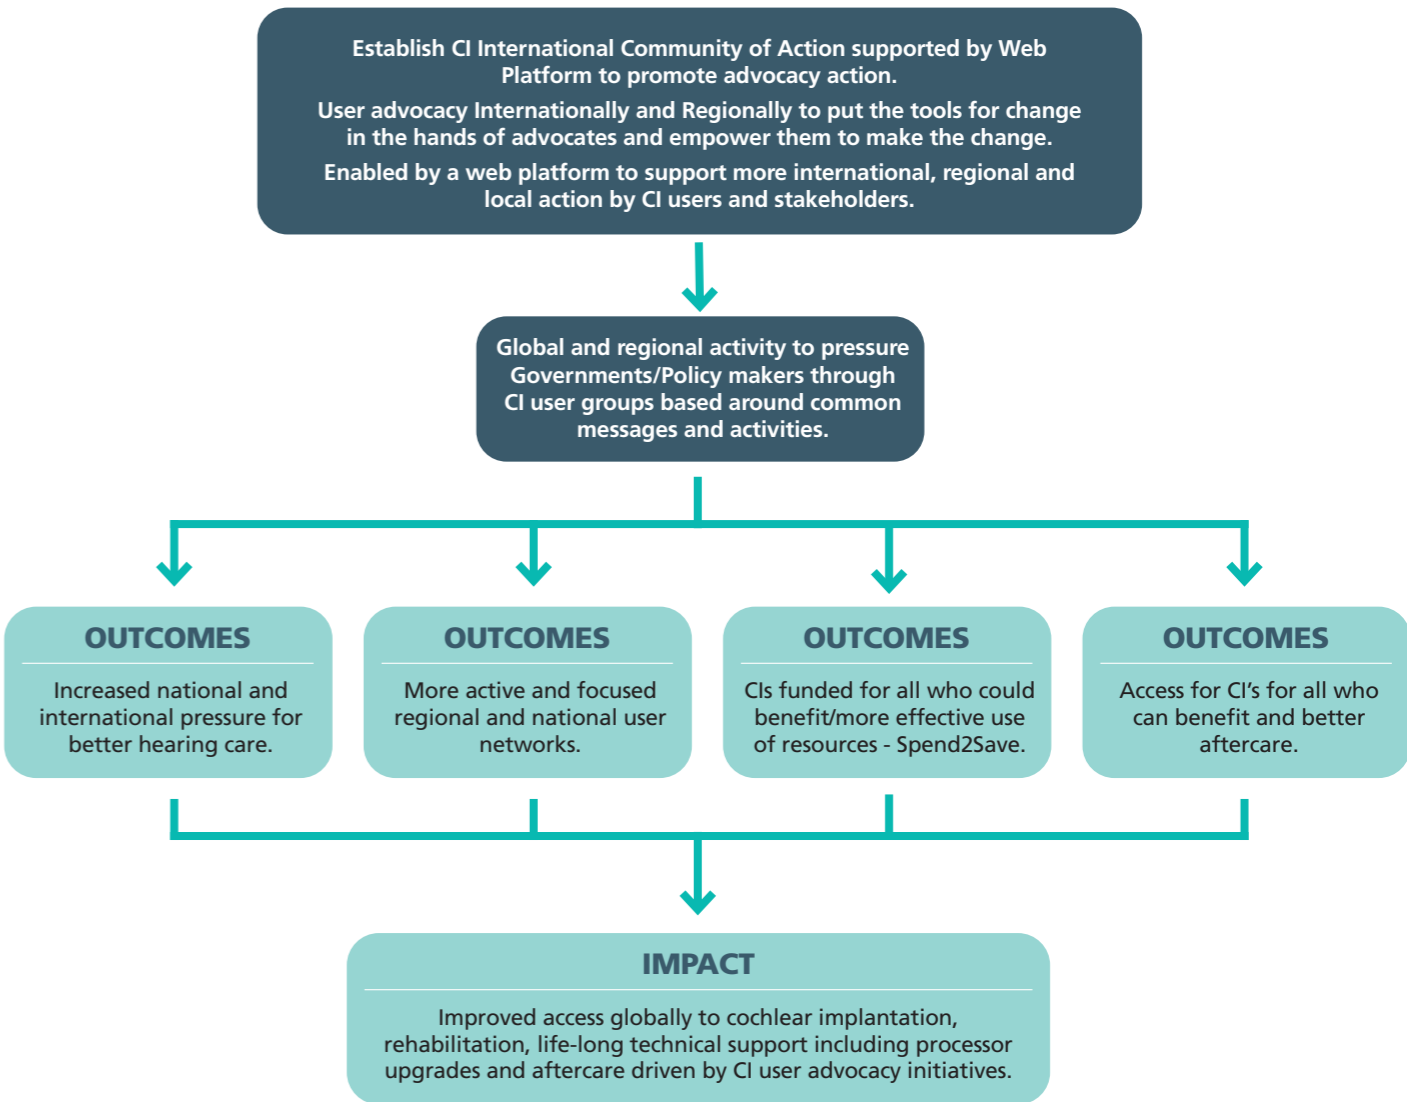 Establish CI International Community of Action supported by Web
Platform to promote advocacy action.
User advocacy Internationally and Regionally to put the tools for change
in the hands of advocates and empower them to make the change.
Enabled by a web platform to support more international, regional and
local action by CI users and stakeholders.
Global and regional activity to pressure
Governments/Policy makers through
CI user groups based around common
messages and activities.
OUTCOMES
Increased national and
international pressure for
better hearing care.
OUTCOMES
More active and focused
regional and national user
networks.
OUTCOMES
CIs funded for all who could
benefit/more effective use
of resources - Spend2Save.
OUTCOMES
Access for CI's for all who
can benefit and better
aftercare.
IMPACT
Improved access globally to cochlear implantation,
rehabilitation, life-long technical support including processor
upgrades and aftercare driven by CI user advocacy initiatives.